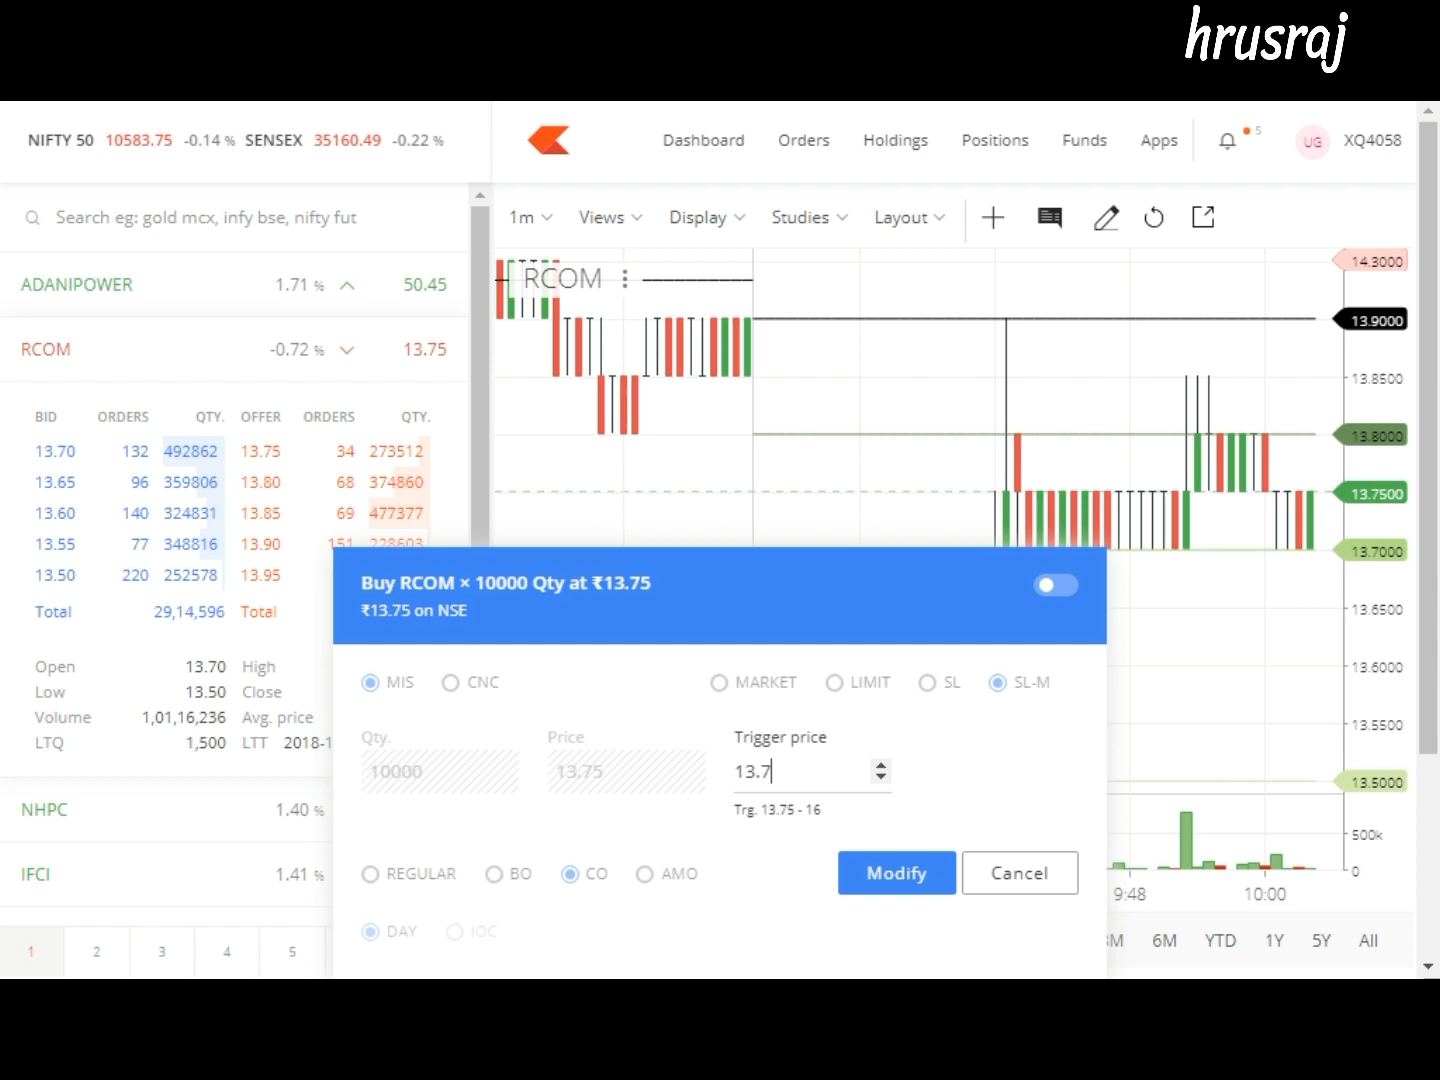 hrusraj
NIFTY 50 10583.75 -0.14 % SENSEX 35160.49 -0.22 %
Dashboard Orders Holdings Positions Funds Apps 5 UG XQ4058
Search eg: gold mcx, infy bse, nifty fut
1m Views Display Studies Layout
ADANIPOWER 1.71 % 50.45
RCOM -0.72 % 13.75
BID ORDERS QTY. OFFER ORDERS QTY.
13.70 132 492862 13.75 34 273512
13.65 96 359806 13.80 68 374860
13.60 140 324831 13.85 69 477377
13.55 77 348816 13.90 151 228603
13.50 220 252578 13.95
Total 29,14,596 Total
Open 13.70 High
Low 13.50 Close
Volume 1,01,16,236 Avg. price
LTQ 1,500 LTT 2018-1
NHPC 1.40 %
IFCI 1.41 %
1 2 3 4 5
RCOM
14.3000
13.9000
13.8500
13.8000
13.7500
13.7000
13.6500
13.6000
13.5500
13.5000
500k
0
9:48 10:00
M 6M YTD 1Y 5Y All
Buy RCOM × 10000 Qty at ₹13.75
₹13.75 on NSE
MIS CNC MARKET LIMIT SL SL-M
Qty. Price Trigger price
10000 13.75 13.7
Trg. 13.75 - 16
REGULAR BO CO AMO Modify Cancel
DAY IOC